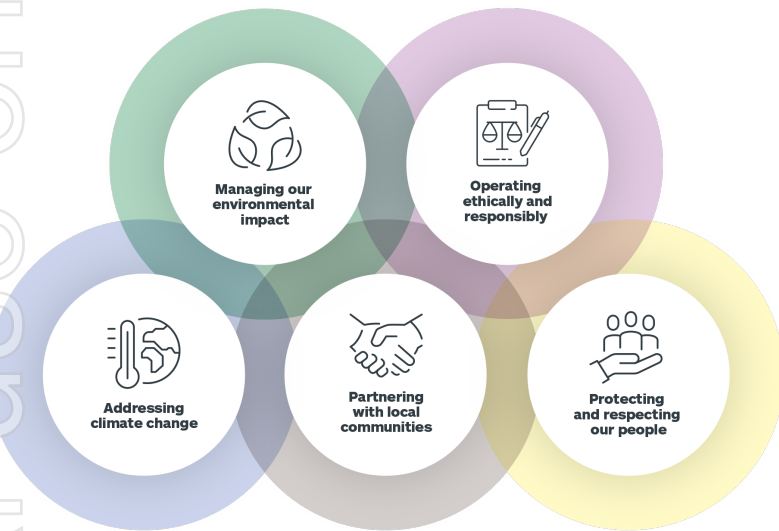 Managing our
environmental
impact
Operating
ethically and
responsibly
Addressing
climate change
Partnering
with local
communities
Protecting
and respecting
our people